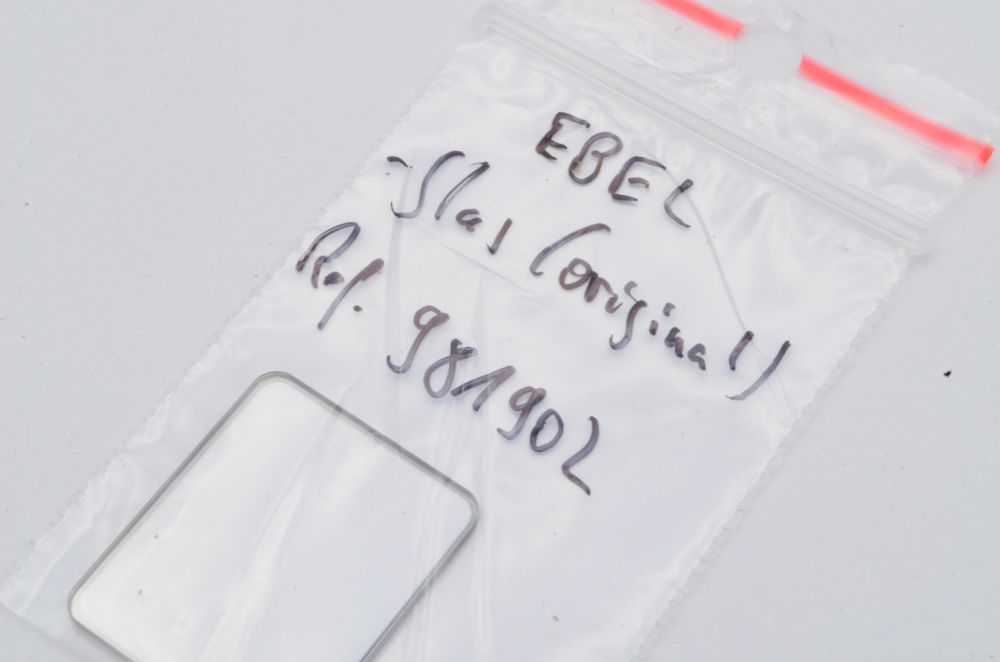 EBEL
-Glas (original)
Ref. 981902